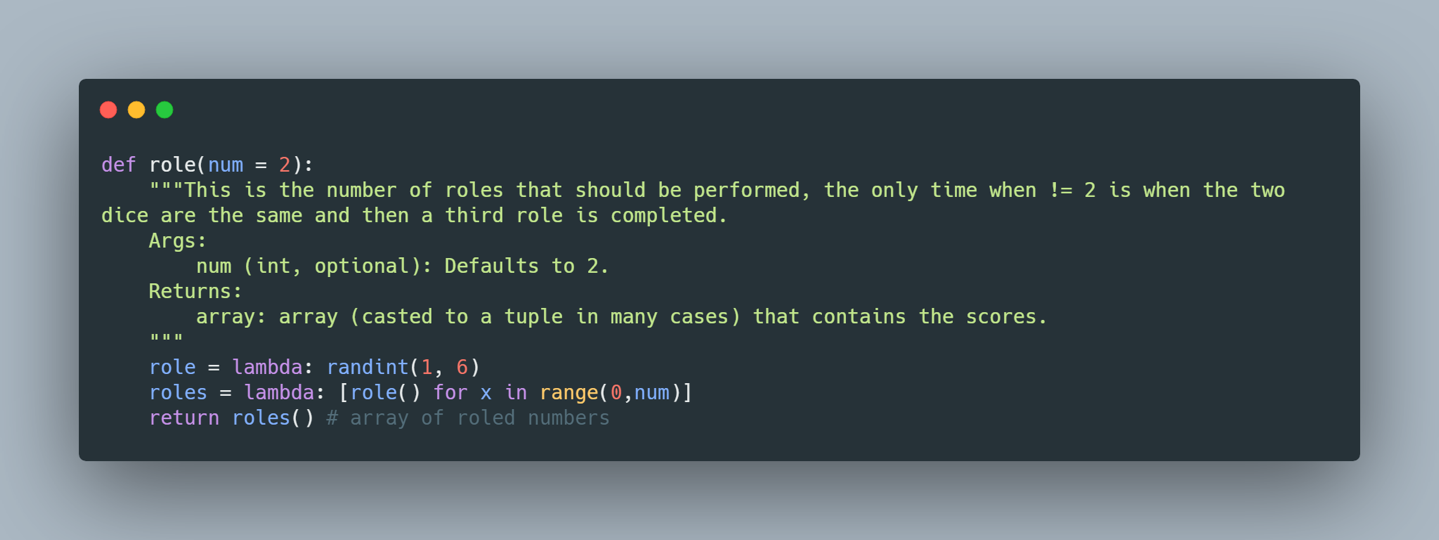 def role(num = 2):
    """This is the number of roles that should be performed, the only time when != 2 is when the two
dice are the same and then a third role is completed.
    Args:
        num (int, optional): Defaults to 2.
    Returns:
        array: array (casted to a tuple in many cases) that contains the scores.
    """
    role = lambda: randint(1, 6)
    roles = lambda: [role() for x in range(0,num)]
    return roles() # array of roled numbers